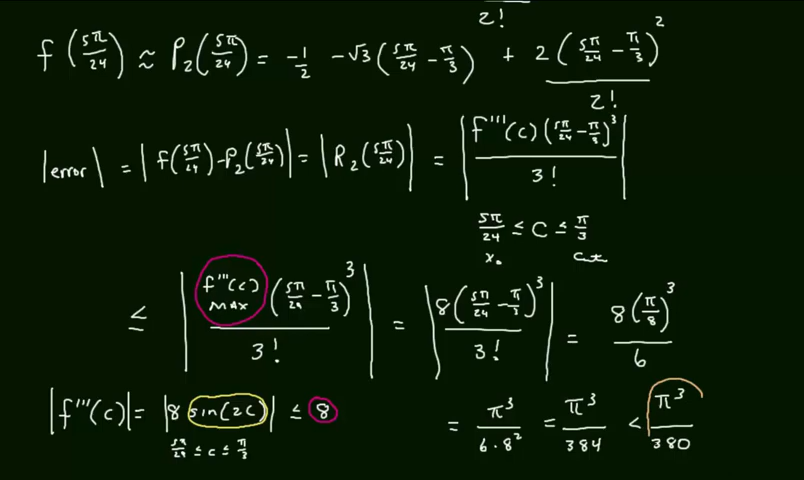 2!
f(5π/24) ≈ P₂(5π/24) = -1/2 -√3(5π/24 - π/3) + 2(5π/24 - π/3)²/2!
|error| = |f(5π/24) - P₂(5π/24)| = |R₂(5π/24)| = |f'''(c)(5π/24 - π/3)³/3!|
5π/24 ≤ C ≤ π/3
x₀
≤ |f'''(c) MAX (5π/24 - π/3)³/3!| = |8(5π/24 - π/3)³/3!| = 8(π/8)³/6
|f'''(c)| = |8 sin(2c)| ≤ 8
5π/24 ≤ c ≤ π/3
= π³/6·8² = π³/384 < π³/380